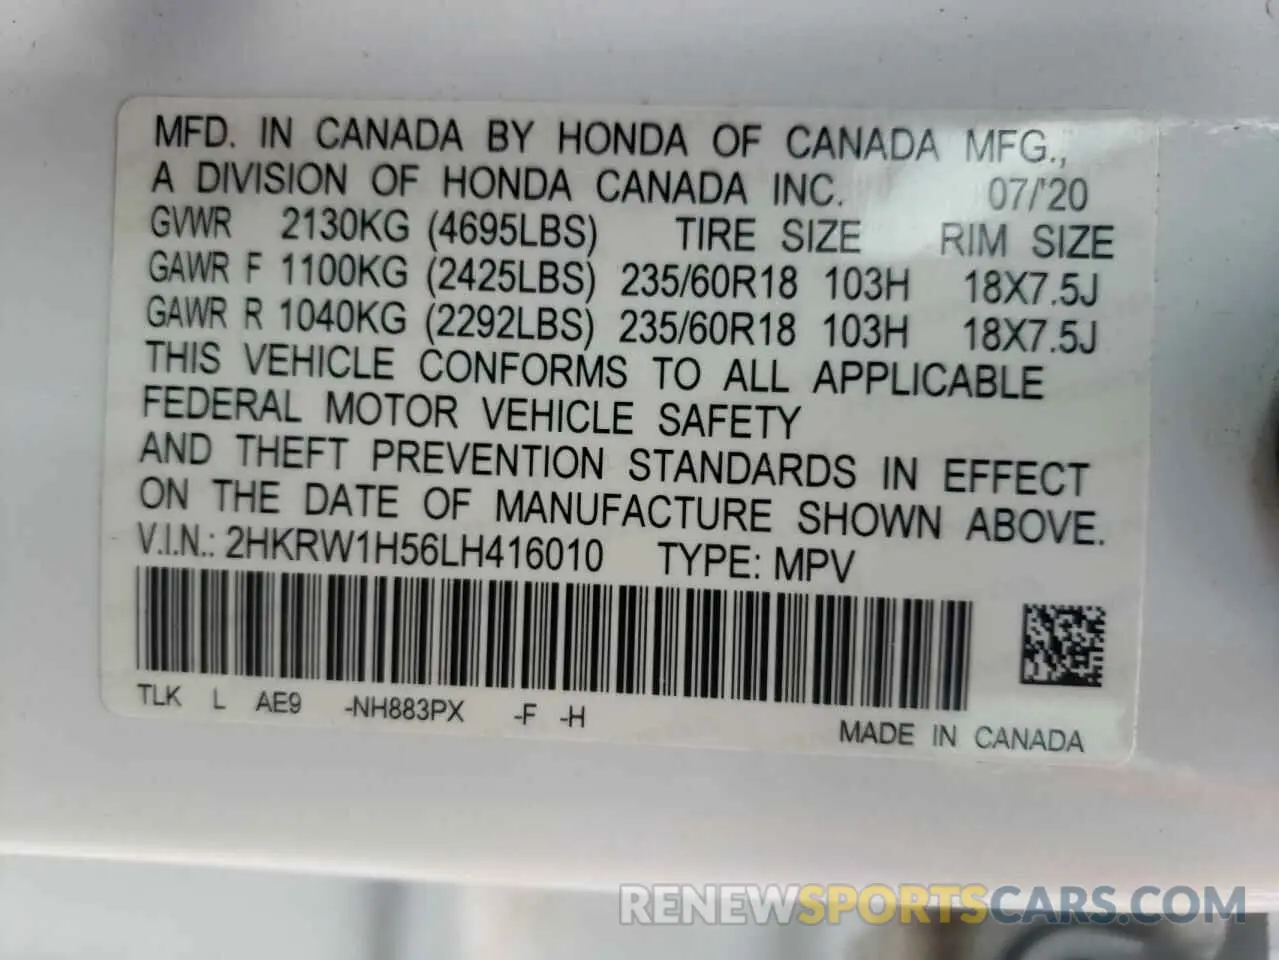 MFD. IN CANADA BY HONDA OF CANADA MFG.,
A DIVISION OF HONDA CANADA INC. 07/'20
GVWR 2130KG (4695LBS) TIRE SIZE RIM SIZE
GAWR F 1100KG (2425LBS) 235/60R18 103H 18X7.5J
GAWR R 1040KG (2292LBS) 235/60R18 103H 18X7.5J
THIS VEHICLE CONFORMS TO ALL APPLICABLE
FEDERAL MOTOR VEHICLE SAFETY
AND THEFT PREVENTION STANDARDS IN EFFECT
ON THE DATE OF MANUFACTURE SHOWN ABOVE.
V.I.N.: 2HKRW1H56LH416010 TYPE: MPV
TLK L AE9 -NH883PX -F -H
MADE IN CANADA
RENEWSPORTSCARS.COM